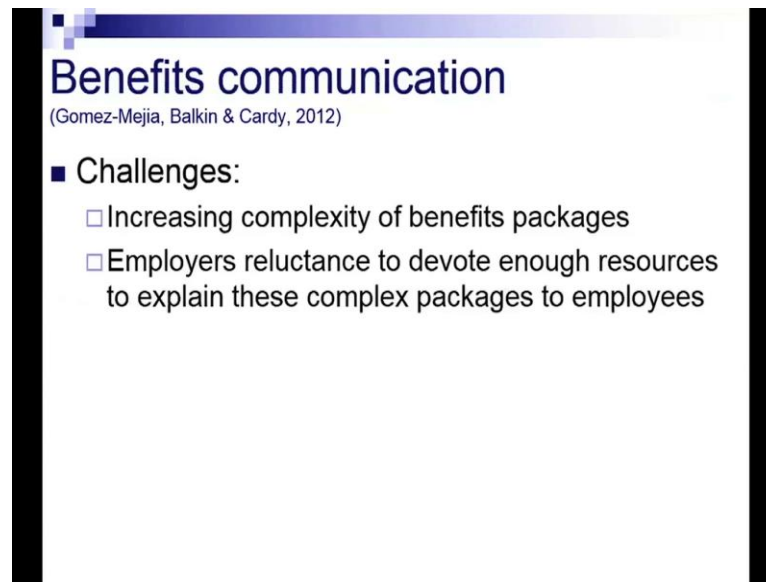 Benefits communication
(Gomez-Mejia, Balkin & Cardy, 2012)
Challenges:
Increasing complexity of benefits packages
Employers reluctance to devote enough resources
to explain these complex packages to employees